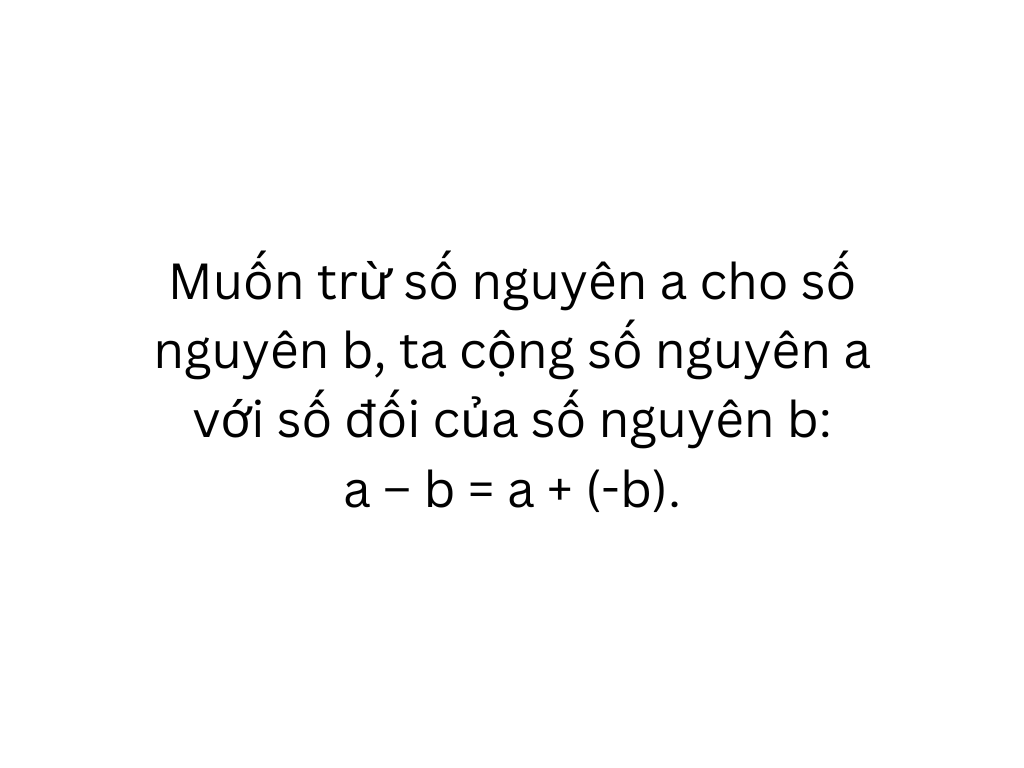 Muốn trừ số nguyên a cho số
nguyên b, ta cộng số nguyên a
với số đối của số nguyên b:
a – b = a + (-b).